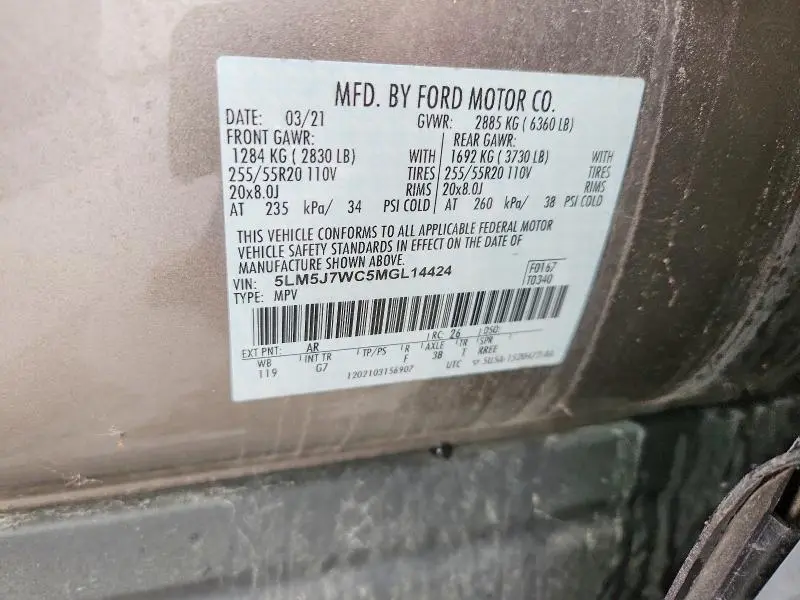 MFD. BY FORD MOTOR CO.
DATE: 03/21 GVWR: 2885 KG ( 6360 LB)
FRONT GAWR: REAR GAWR:
1284 KG ( 2830 LB) WITH 1692 KG ( 3730 LB) WITH
255/55R20 110V TIRES 255/55R20 110V TIRES
20x8.0J RIMS 20x8.0J RIMS
AT 235 kPa/ 34 PSI COLD AT 260 kPa/ 38 PSI COLD
THIS VEHICLE CONFORMS TO ALL APPLICABLE FEDERAL MOTOR
VEHICLE SAFETY STANDARDS IN EFFECT ON THE DATE OF
MANUFACTURE SHOWN ABOVE.
VIN: 5LM5J7WC5MGL14424 F0167
TYPE: MPV T0340
EXT PNT: AR RC: 26 DSO:
WB INT TR TP/PS R AXLE TR SPR
119 G7 F 3B T RREE
1202103156907 UTC